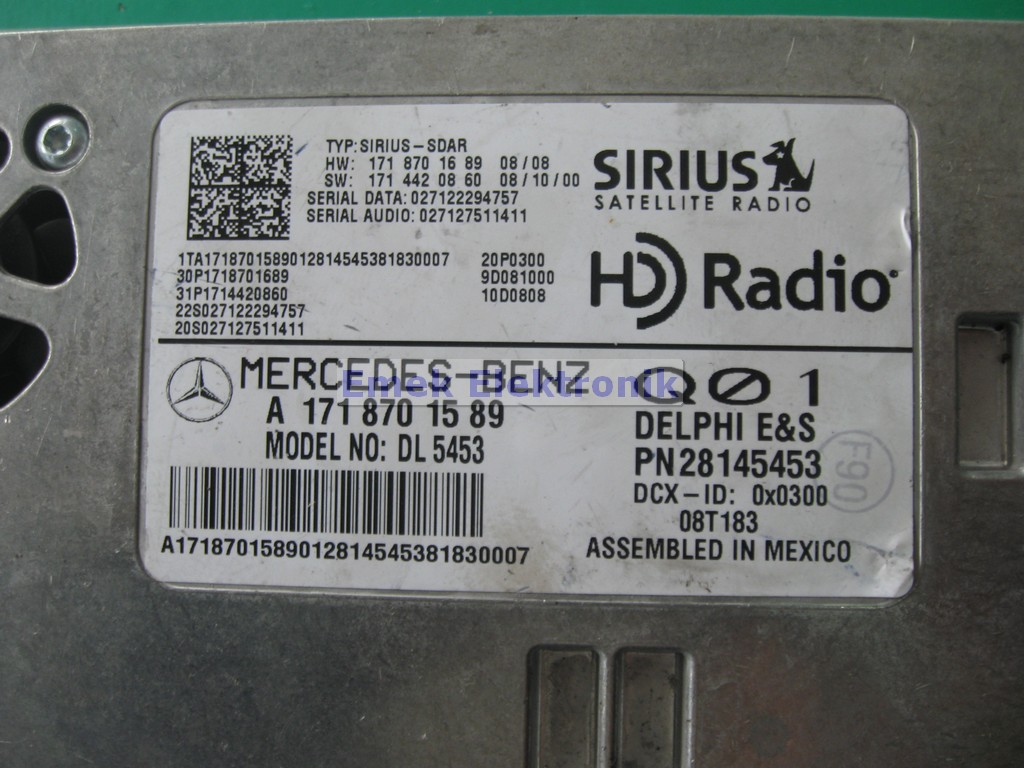 TYP:SIRIUS-SDAR
HW: 171 870 16 89 08/08
SW: 171 442 08 60 08/10/00
SERIAL DATA: 027122294757
SERIAL AUDIO: 027127511411
SIRIUS
SATELLITE RADIO
1TA1718701589012814545381830007 20P0300
30P1718701689 9D081000
31P1714420860 10D0808
22S027122294757
20S027127511411
HD Radio
MERCEDES-BENZ QØ1
Emek Elektronik
A 171 870 15 89
MODEL NO: DL 5453
DELPHI E&S
PN28145453
F90
DCX-ID: 0x0300
08T183
A1718701589012814545381830007
ASSEMBLED IN MEXICO